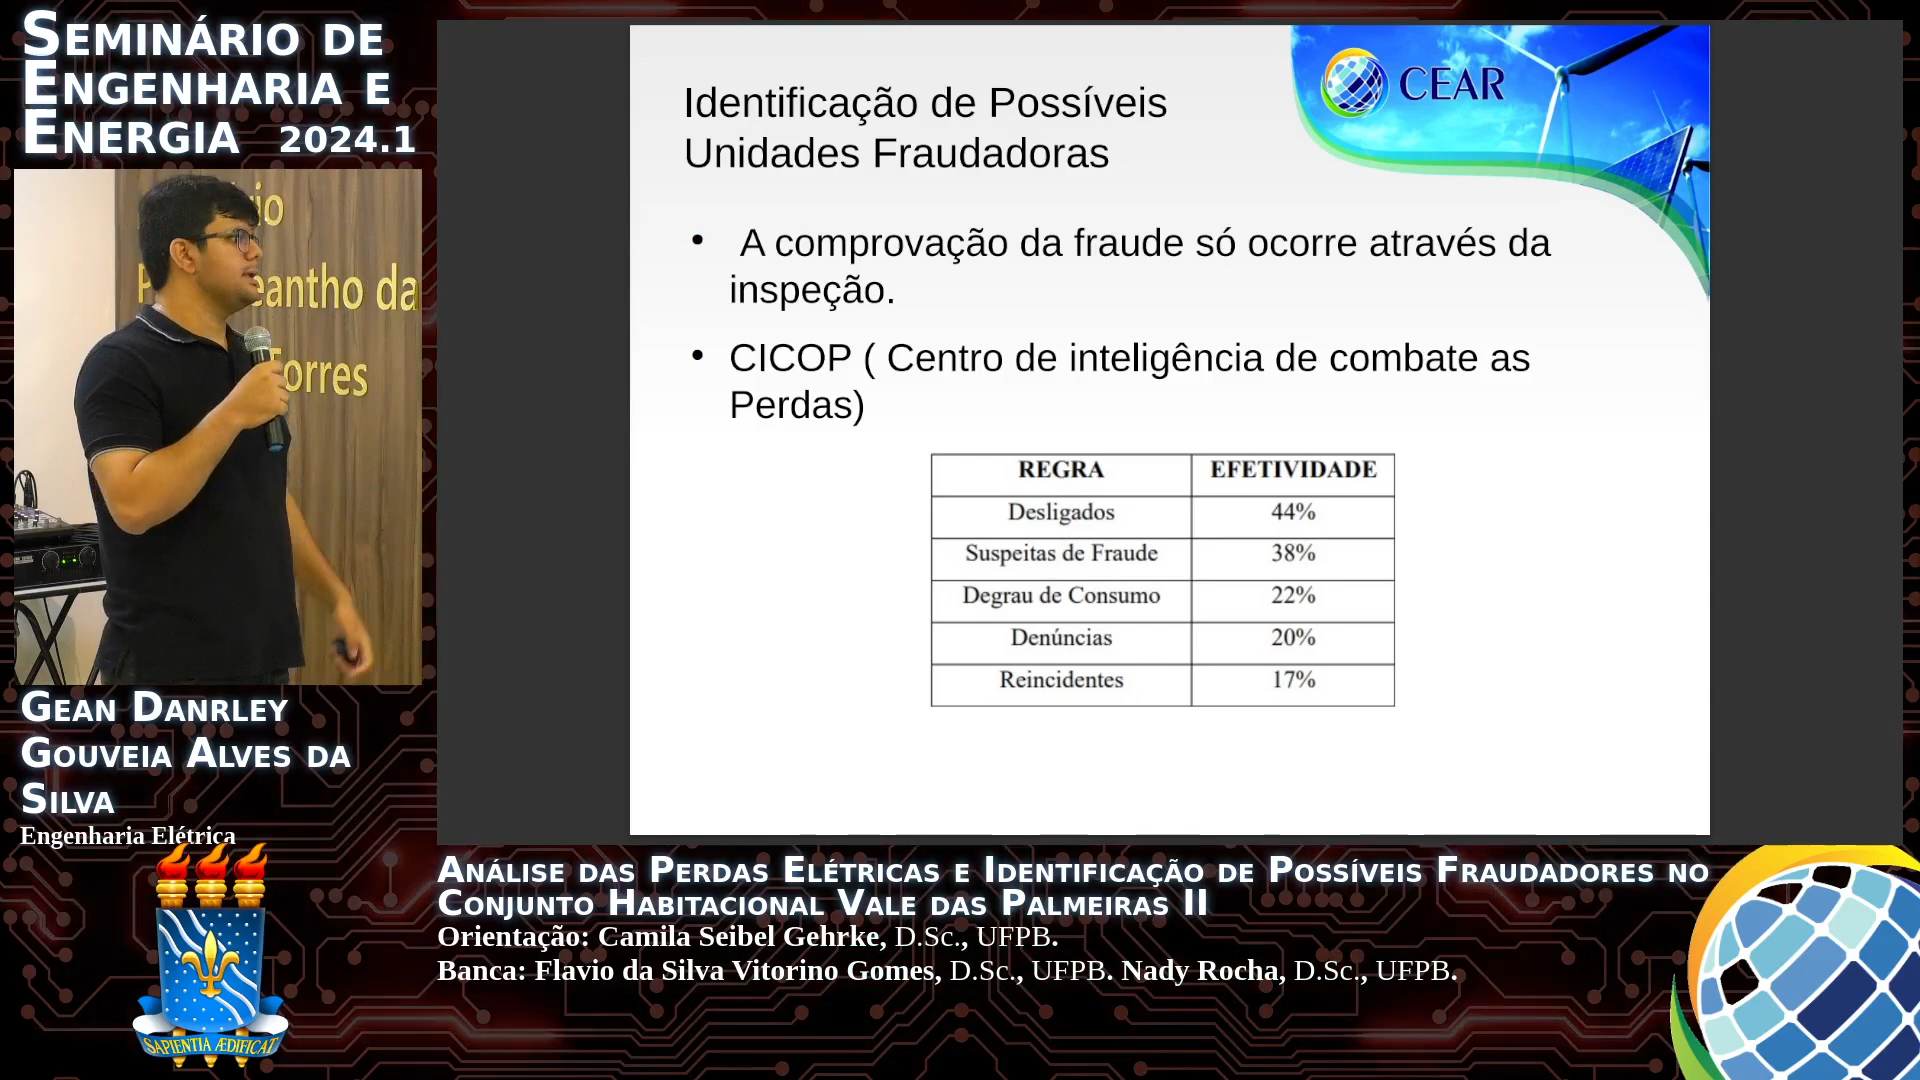 SEMINÁRIO DE
ENGENHARIA E
ENERGIA 2024.1
eantho da
orres
GEAN DANRLEY
GOUVEIA ALVES DA
SILVA
Engenharia Elétrica
SAPIENTIA ÆDIFICAT
CEAR
Identificação de Possíveis
Unidades Fraudadoras
• A comprovação da fraude só ocorre através da
inspeção.
• CICOP ( Centro de inteligência de combate as
Perdas)
REGRA EFETIVIDADE
Desligados 44%
Suspeitas de Fraude 38%
Degrau de Consumo 22%
Denúncias 20%
Reincidentes 17%
ANÁLISE DAS PERDAS ELÉTRICAS E IDENTIFICAÇÃO DE POSSÍVEIS FRAUDADORES NO
CONJUNTO HABITACIONAL VALE DAS PALMEIRAS II
Orientação: Camila Seibel Gehrke, D.Sc., UFPB.
Banca: Flavio da Silva Vitorino Gomes, D.Sc., UFPB. Nady Rocha, D.Sc., UFPB.